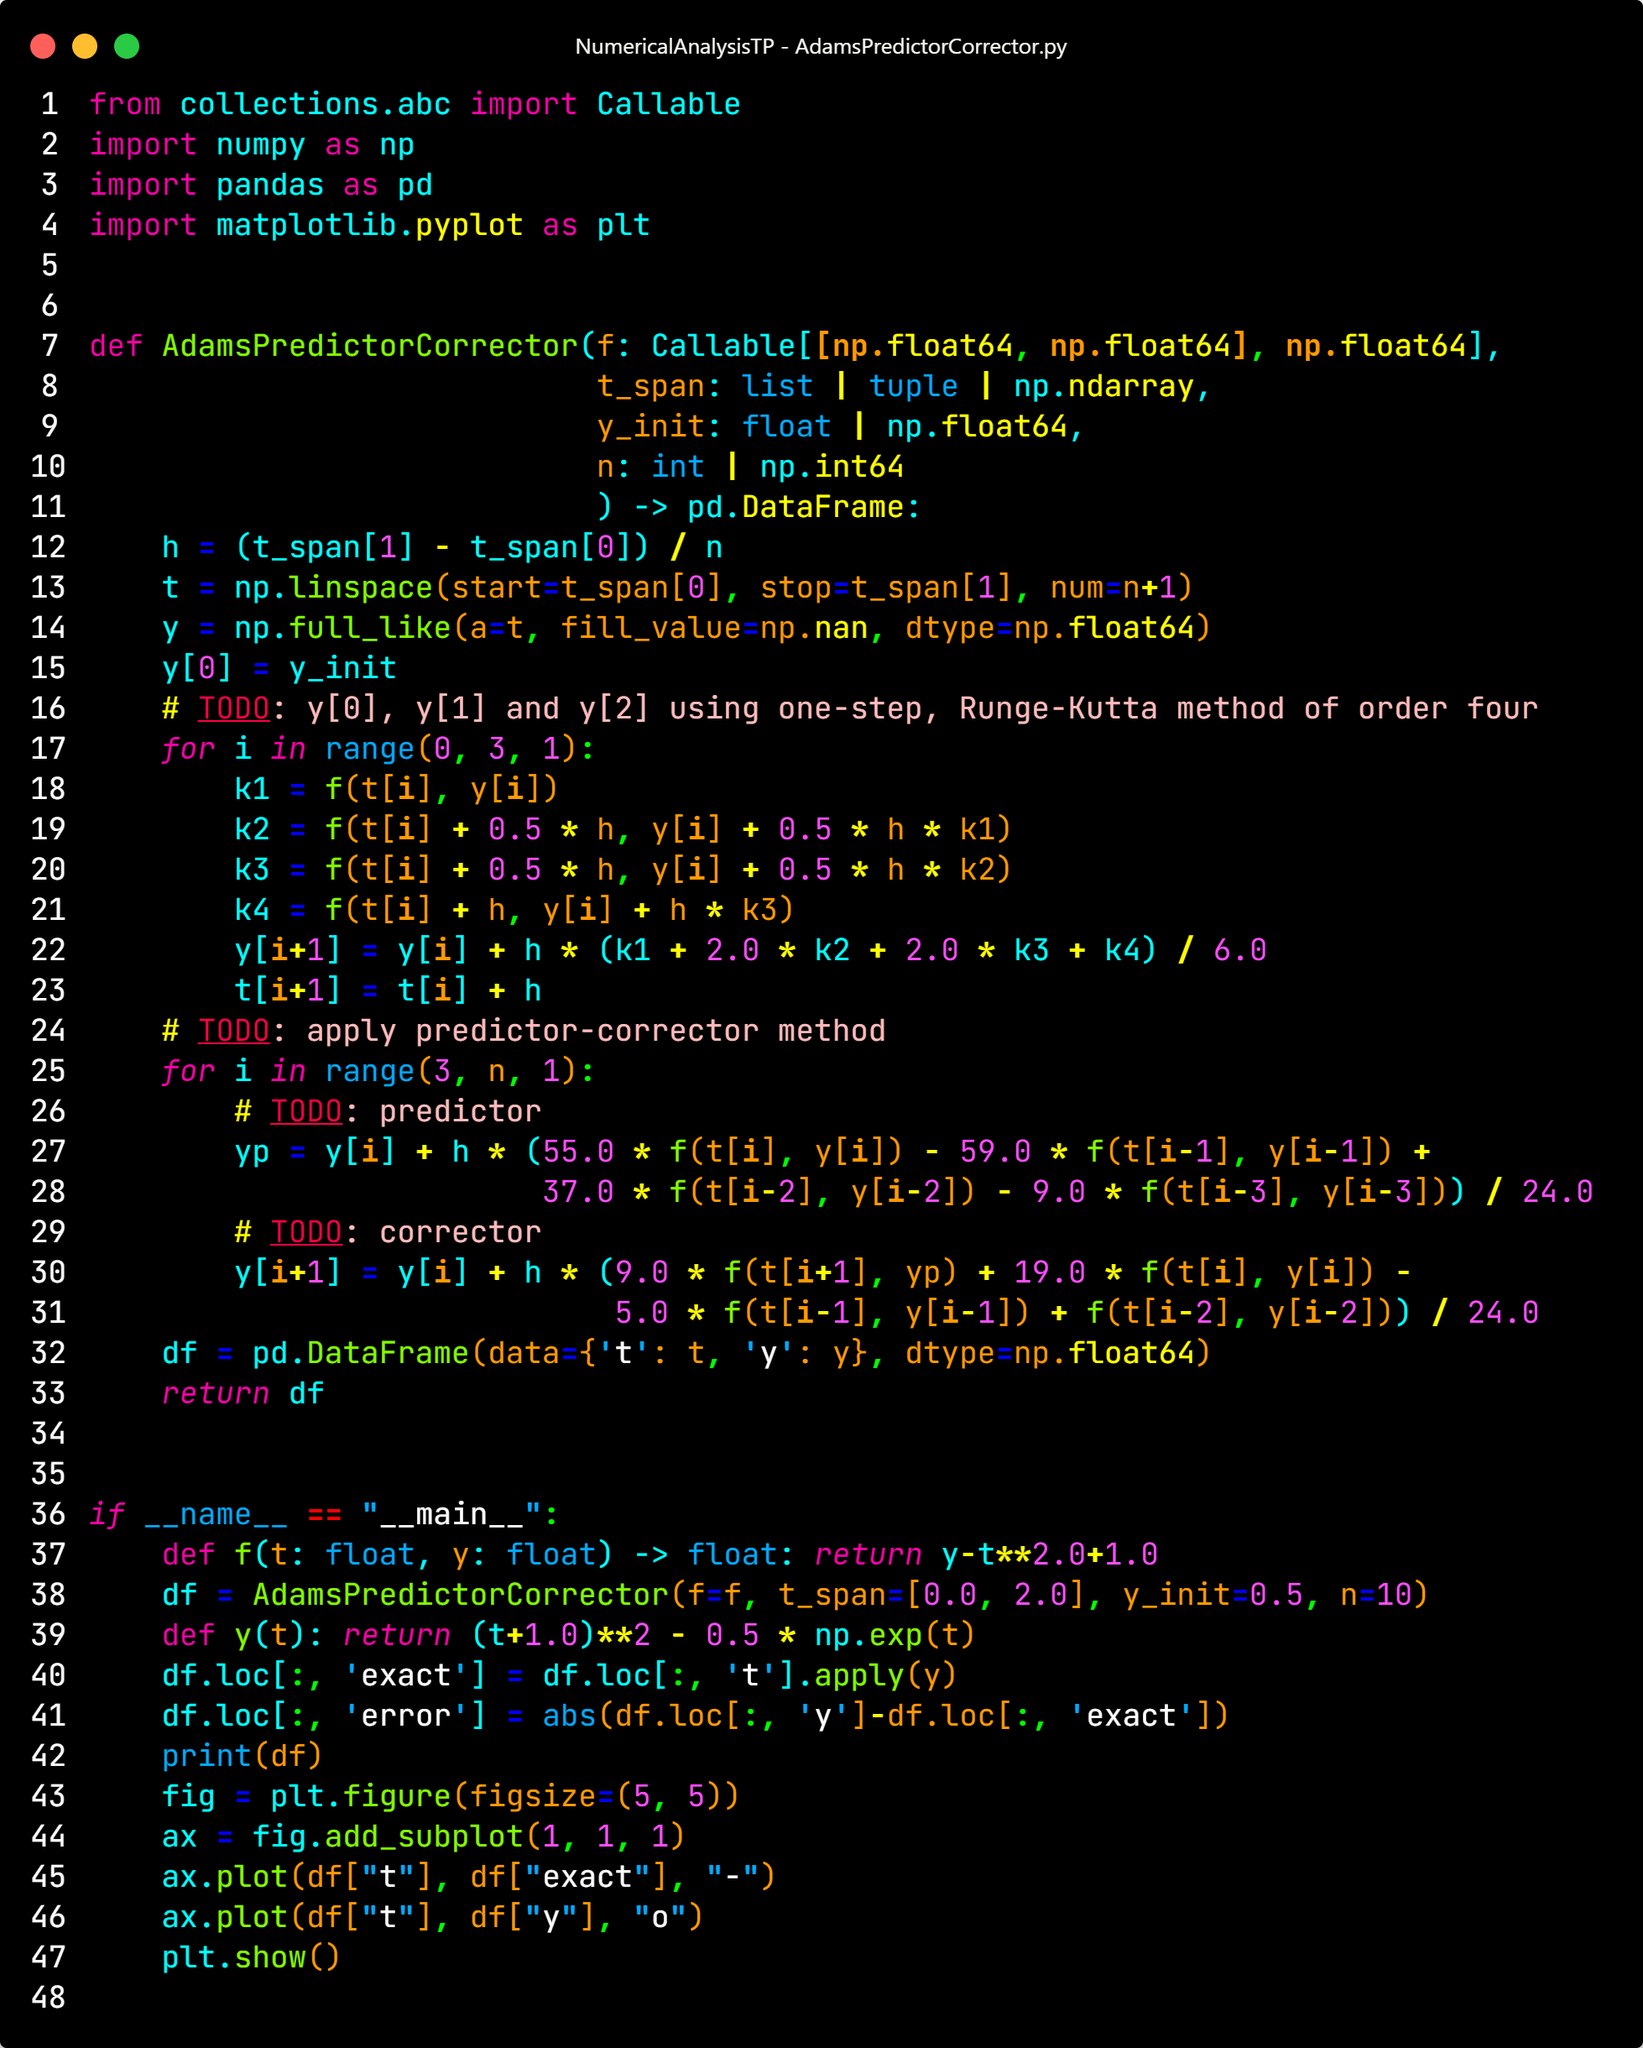 NumericalAnalysisTP - AdamsPredictorCorrector.py
1 from collections.abc import Callable
2 import numpy as np
3 import pandas as pd
4 import matplotlib.pyplot as plt
5
6
7 def AdamsPredictorCorrector(f: Callable[[np.float64, np.float64], np.float64],
8                             t_span: list | tuple | np.ndarray,
9                             y_init: float | np.float64,
10                             n: int | np.int64
11                             ) -> pd.DataFrame:
12     h = (t_span[1] - t_span[0]) / n
13     t = np.linspace(start=t_span[0], stop=t_span[1], num=n+1)
14     y = np.full_like(a=t, fill_value=np.nan, dtype=np.float64)
15     y[0] = y_init
16     # TODO: y[0], y[1] and y[2] using one-step, Runge-Kutta method of order four
17     for i in range(0, 3, 1):
18         k1 = f(t[i], y[i])
19         k2 = f(t[i] + 0.5 * h, y[i] + 0.5 * h * k1)
20         k3 = f(t[i] + 0.5 * h, y[i] + 0.5 * h * k2)
21         k4 = f(t[i] + h, y[i] + h * k3)
22         y[i+1] = y[i] + h * (k1 + 2.0 * k2 + 2.0 * k3 + k4) / 6.0
23         t[i+1] = t[i] + h
24     # TODO: apply predictor-corrector method
25     for i in range(3, n, 1):
26         # TODO: predictor
27         yp = y[i] + h * (55.0 * f(t[i], y[i]) - 59.0 * f(t[i-1], y[i-1]) +
28                          37.0 * f(t[i-2], y[i-2]) - 9.0 * f(t[i-3], y[i-3])) / 24.0
29         # TODO: corrector
30         y[i+1] = y[i] + h * (9.0 * f(t[i+1], yp) + 19.0 * f(t[i], y[i]) -
31                              5.0 * f(t[i-1], y[i-1]) + f(t[i-2], y[i-2])) / 24.0
32     df = pd.DataFrame(data={'t': t, 'y': y}, dtype=np.float64)
33     return df
34
35
36 if __name__ == "__main__":
37     def f(t: float, y: float) -> float: return y-t**2.0+1.0
38     df = AdamsPredictorCorrector(f=f, t_span=[0.0, 2.0], y_init=0.5, n=10)
39     def y(t): return (t+1.0)**2 - 0.5 * np.exp(t)
40     df.loc[:, 'exact'] = df.loc[:, 't'].apply(y)
41     df.loc[:, 'error'] = abs(df.loc[:, 'y']-df.loc[:, 'exact'])
42     print(df)
43     fig = plt.figure(figsize=(5, 5))
44     ax = fig.add_subplot(1, 1, 1)
45     ax.plot(df["t"], df["exact"], "-")
46     ax.plot(df["t"], df["y"], "o")
47     plt.show()
48